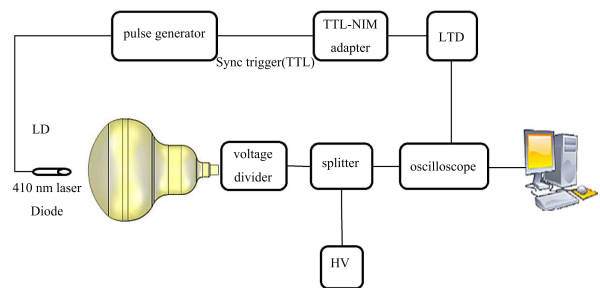 pulse generator
TTL-NIM
adapter
LTD
Sync trigger(TTL)
LD
voltage
divider
splitter
oscilloscope
410 nm laser
Diode
HV